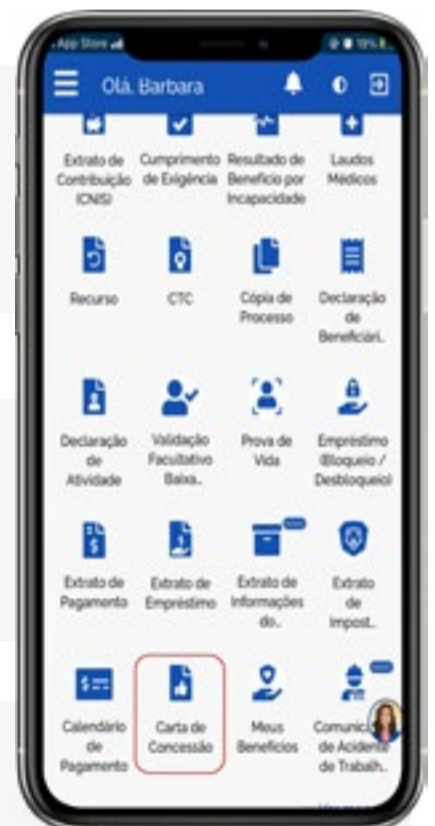 App Store
Olá, Barbara
Extrato de Contribuição (CNIS)
Cumprimento de Exigência
Resultado de Benefício por Incapacidade
Laudos Médicos
Recurso
CTC
Cópia de Processo
Declaração de Beneficiári..
Declaração de Atividade
Validação Facultativo Baixa..
Prova de Vida
Empréstimo (Bloqueio / Desbloqueio)
Extrato de Pagamento
Extrato de Empréstimo
Extrato de Informações do..
Extrato de Impost..
Calendário de Pagamento
Carta de Concessão
Meus Benefícios
de Acidente de Trabalh..